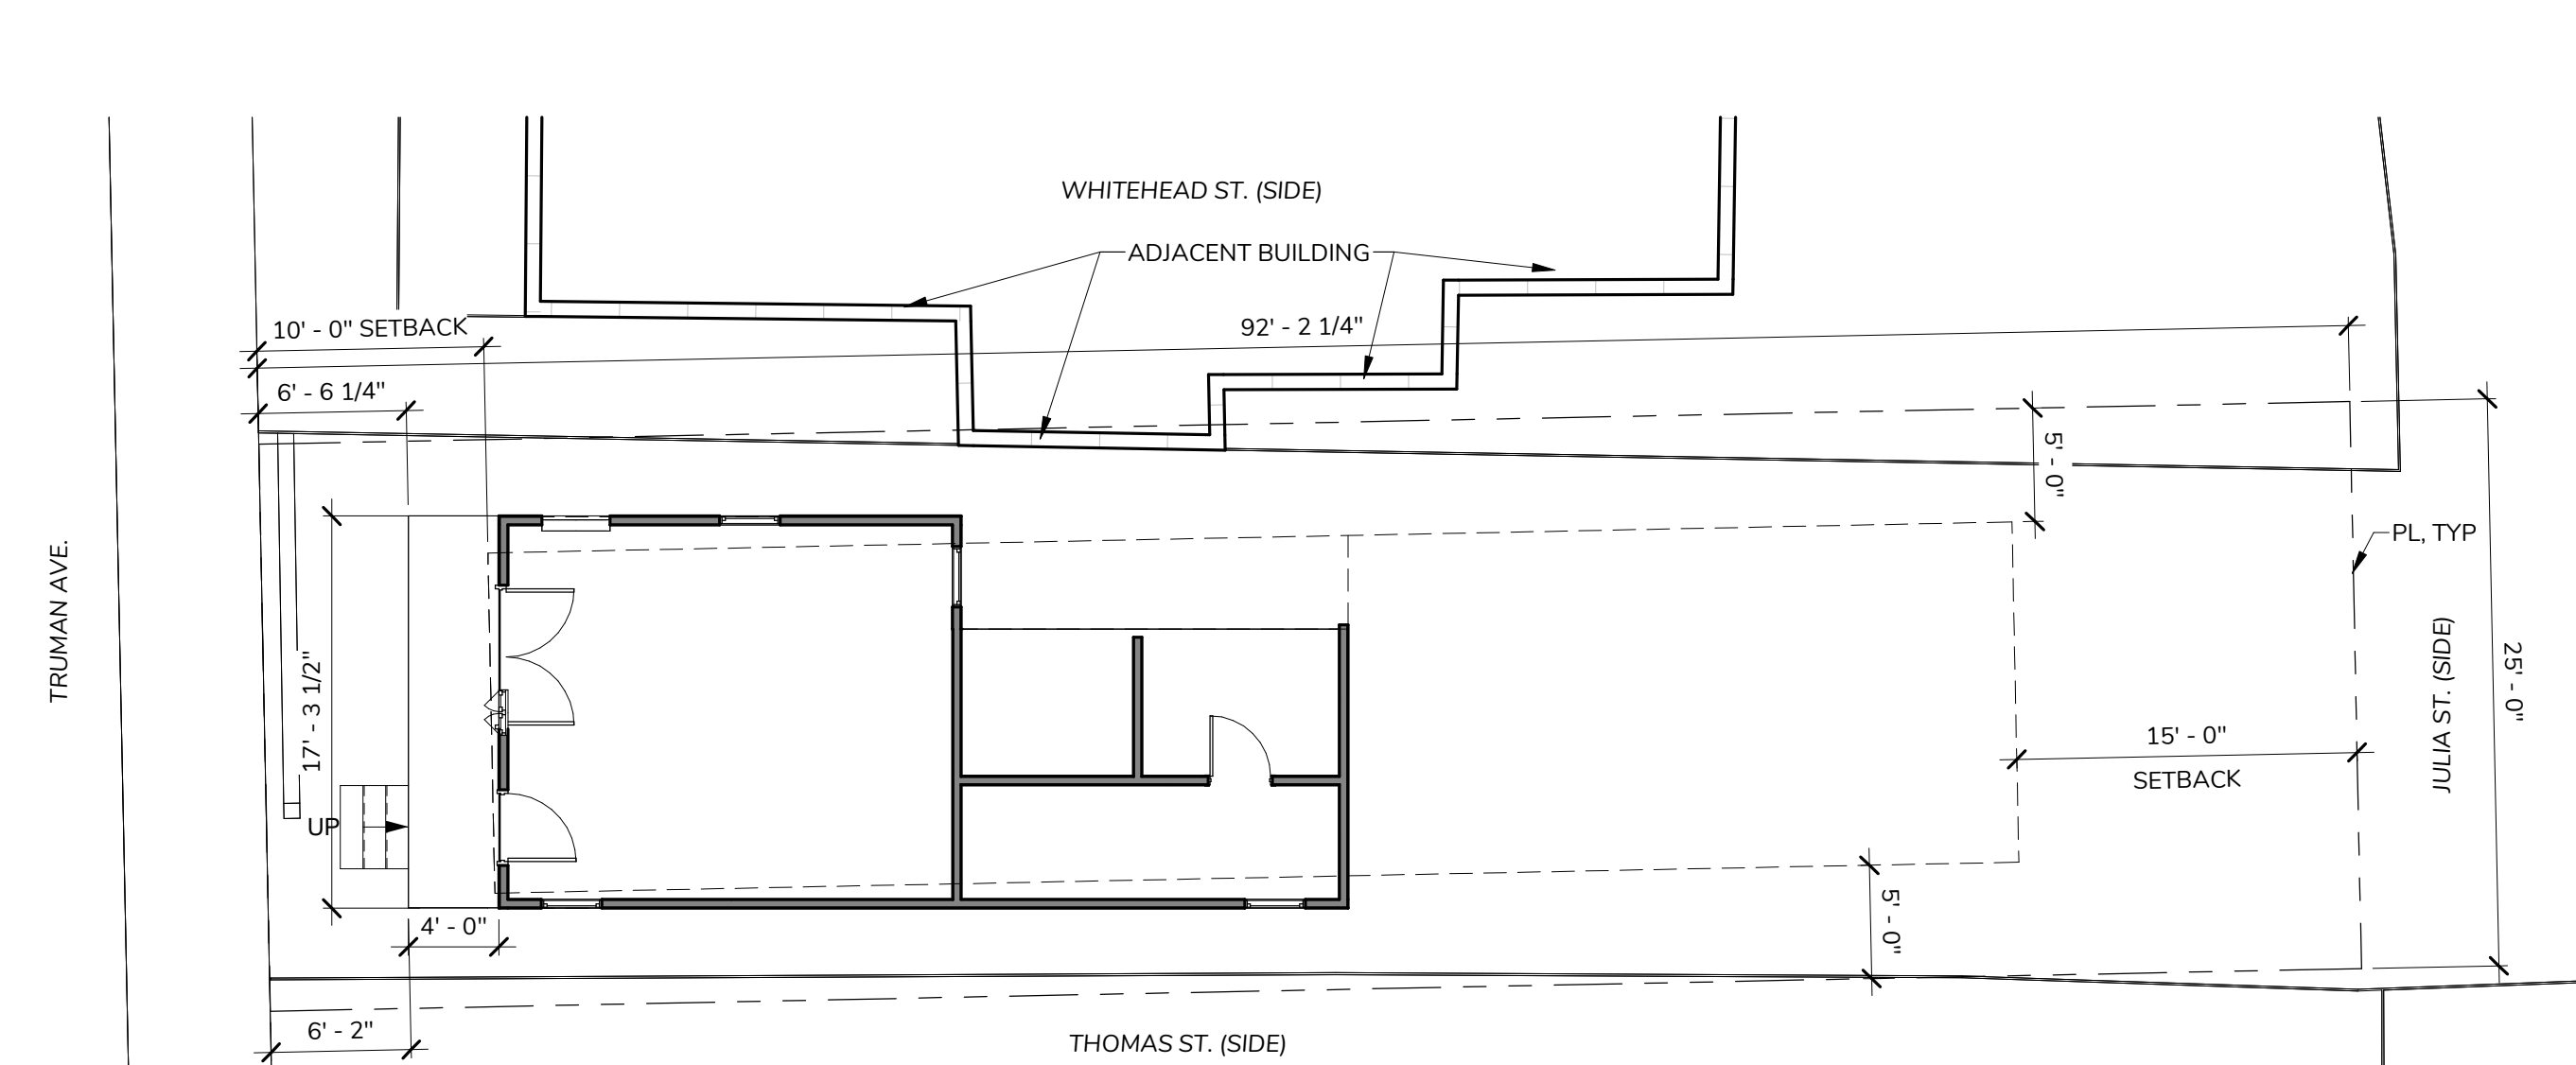 WHITEHEAD ST. (SIDE)
ADJACENT BUILDING
10' - 0" SETBACK
92' - 2 1/4"
6' - 6 1/4"
5' - 0"
PL, TYP
TRUMAN AVE.
17' - 3 1/2"
JULIA ST. (SIDE)
25' - 0"
15' - 0"
SETBACK
UP
4' - 0"
5' - 0"
6' - 2"
THOMAS ST. (SIDE)